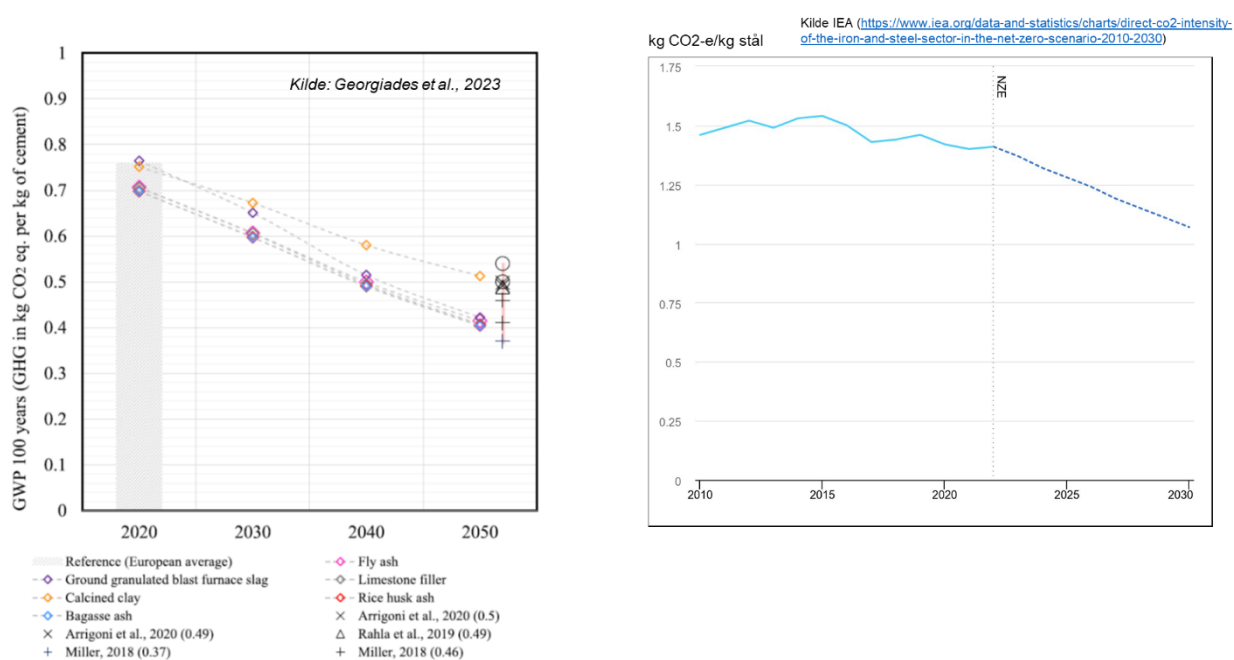 1
0.9
0.8
0.7
0.6
0.5
0.4
0.3
0.2
0.1
0
GWP 100 years (GHG in kg CO2 eq. per kg of cement)
Kilde: Georgiades et al., 2023
2020 2030 2040 2050
Reference (European average)
Ground granulated blast furnace slag
Calcined clay
Bagasse ash
Arrigoni et al., 2020 (0.49)
Miller, 2018 (0.37)
Fly ash
Limestone filler
Rice husk ash
Arrigoni et al., 2020 (0.5)
Rahla et al., 2019 (0.49)
Miller, 2018 (0.46)
Kilde IEA (https://www.iea.org/data-and-statistics/charts/direct-co2-intensity-
of-the-iron-and-steel-sector-in-the-net-zero-scenario-2010-2030)
kg CO2-e/kg stål
1.75
1.5
1.25
1
0.75
0.5
0.25
0
NZE
2010 2015 2020 2025 2030